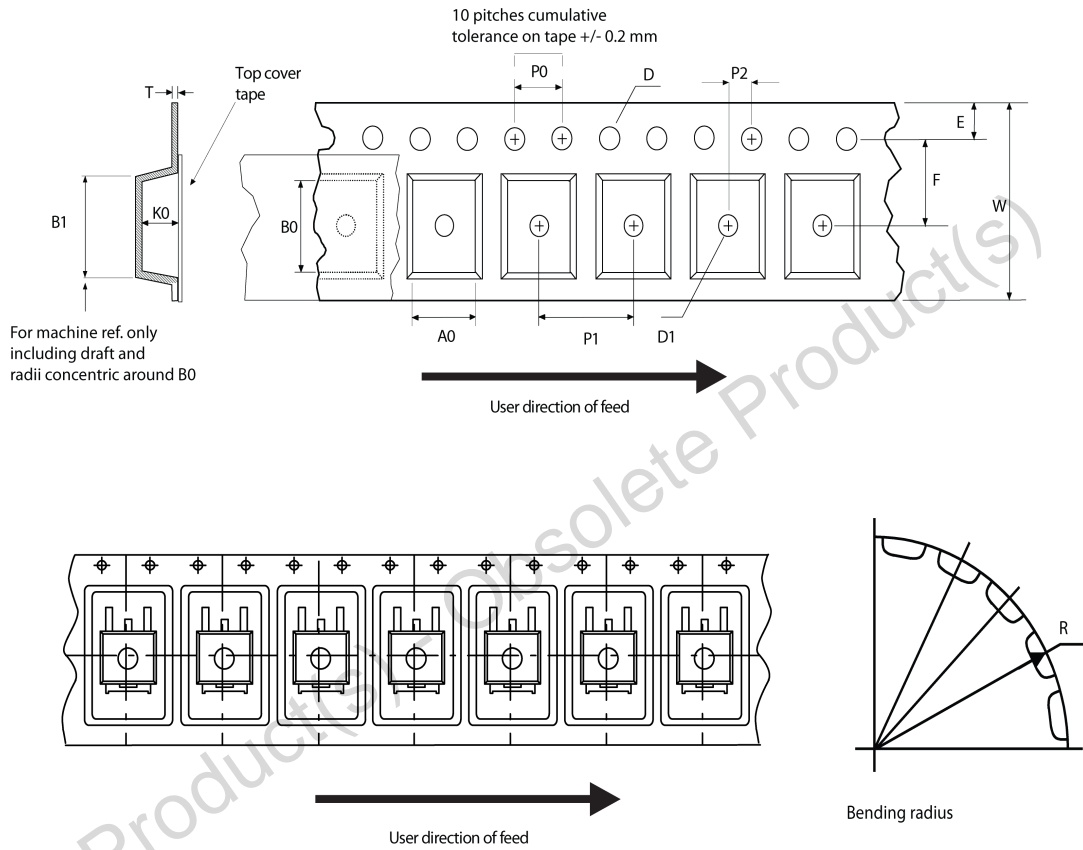 10 pitches cumulative
tolerance on tape +/- 0.2 mm
P0
D
P2
T
Top cover
tape
E
F
W
B1
K0
B0
For machine ref. only
including draft and
radii concentric around B0
A0
P1
D1
User direction of feed
R
Bending radius
User direction of feed
Product(s) - Obsolete Product(s)